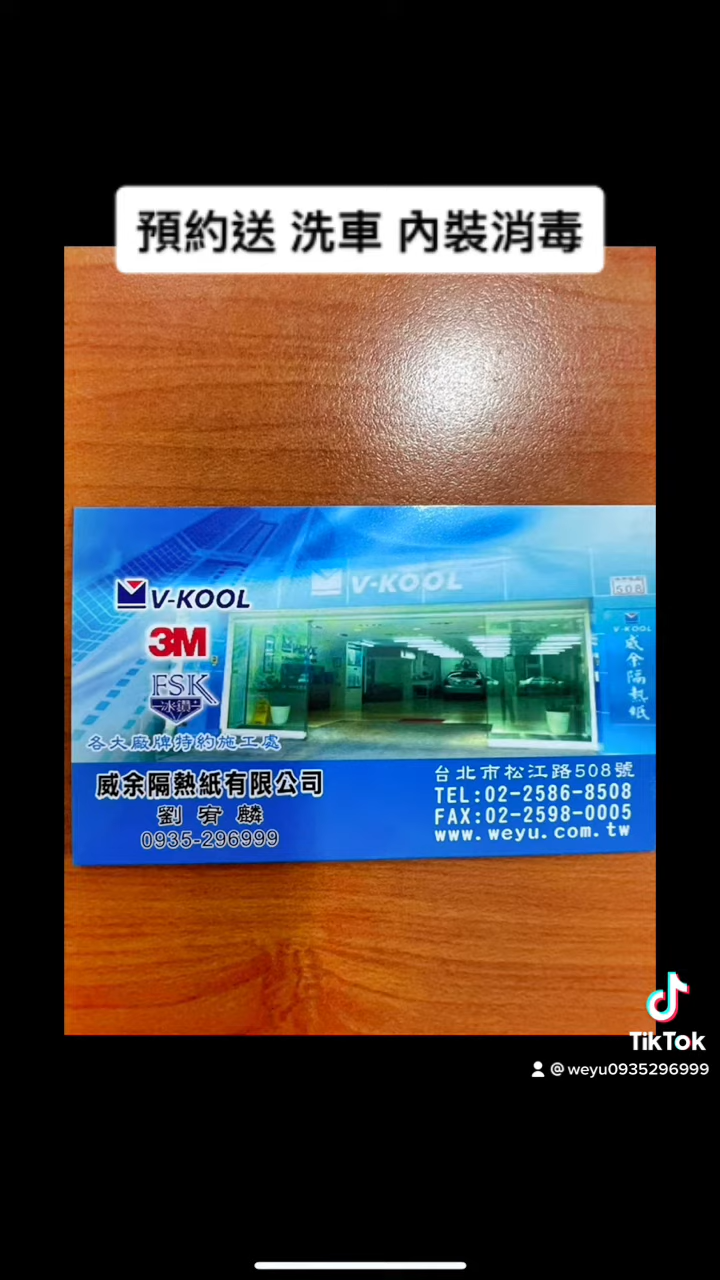 預約送 洗車 內裝消毒
V-KOOL
V-KOOL
508
3M
V-KOOL
威余隔熱紙
FSK
冰鑽
各大廠牌特約施工處
威余隔熱紙有限公司
劉宥麟
0935-296999
台北市松江路508號
TEL:02-2586-8508
FAX:02-2598-0005
www.weyu.com.tw
TikTok
@weyu0935296999